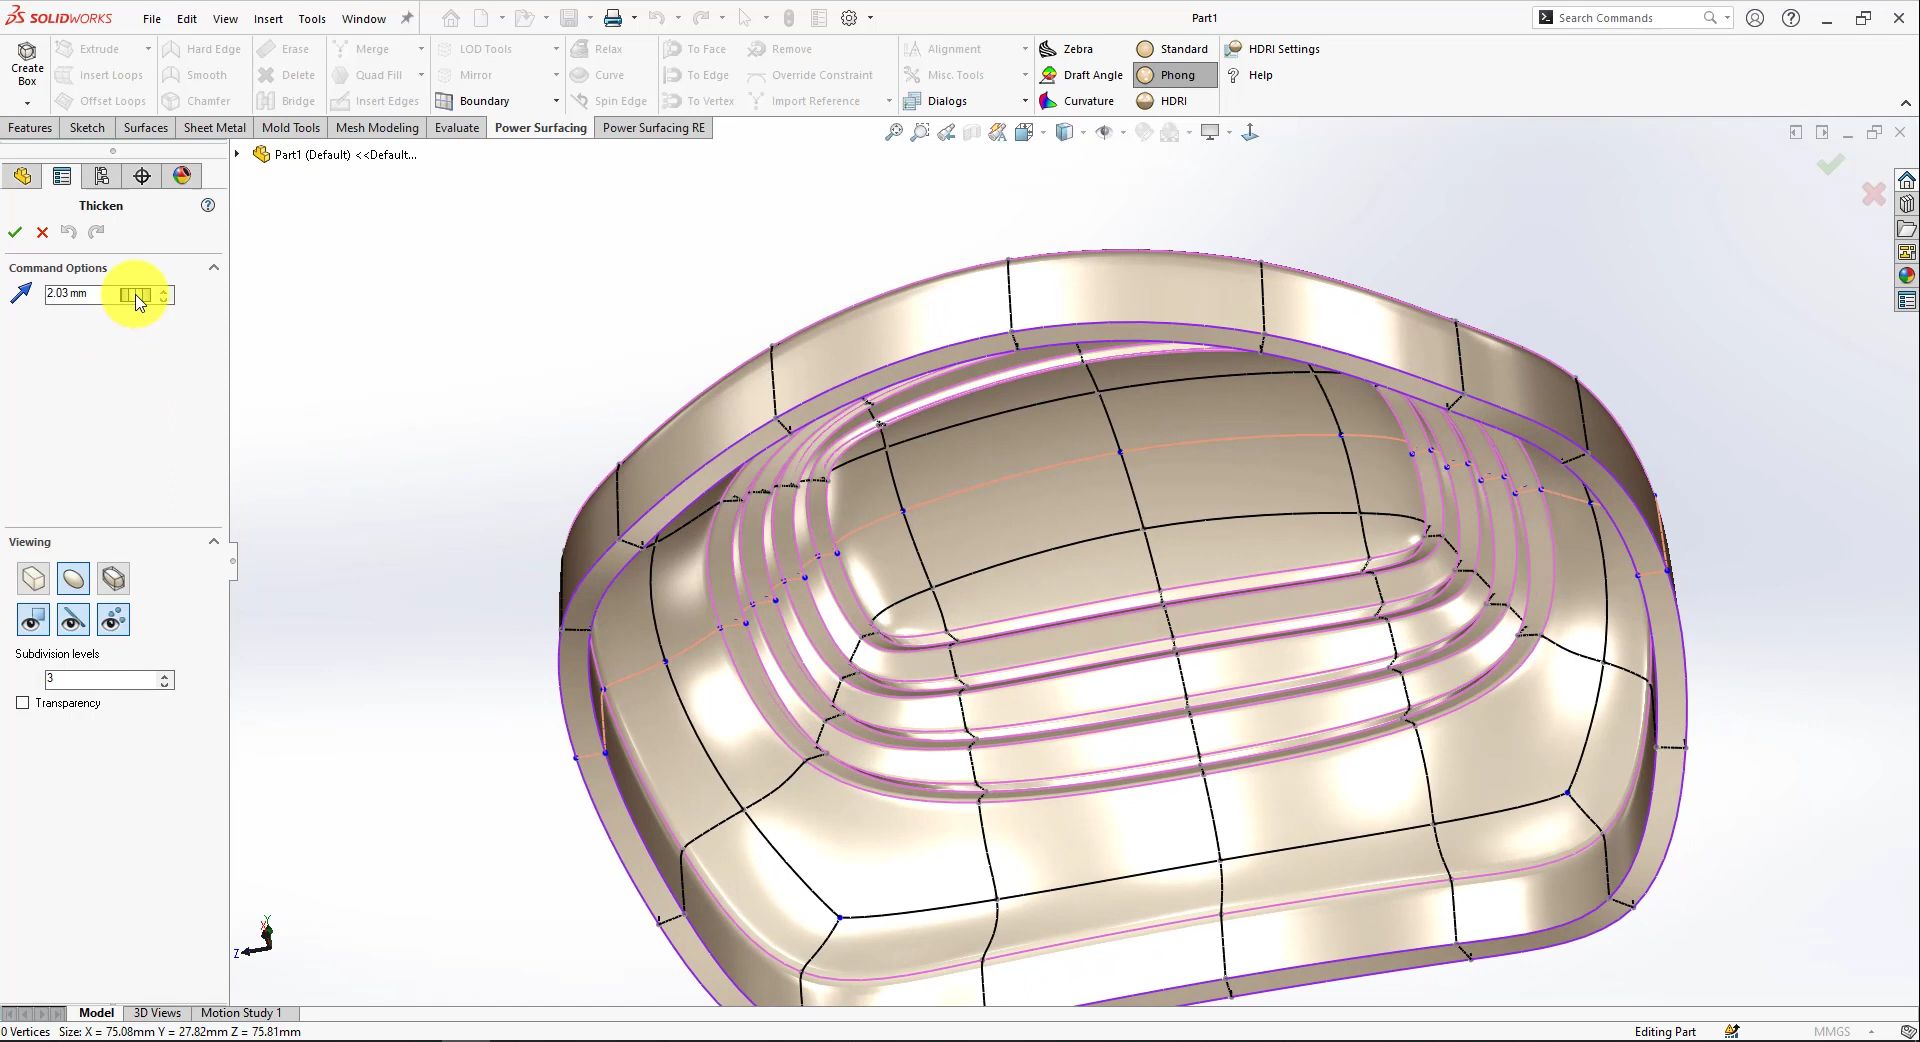 SOLIDWORKS File Edit View Insert Tools Window Part1 Search Commands
Create Box
Extrude Hard Edge Erase Merge LOD Tools Relax To Face Remove Alignment Zebra Standard HDRI Settings
Insert Loops Smooth Delete Quad Fill Mirror Curve To Edge Override Constraint Misc. Tools Draft Angle Phong Help
Offset Loops Chamfer Bridge Insert Edges Boundary Spin Edge To Vertex Import Reference Dialogs Curvature HDRI
Features Sketch Surfaces Sheet Metal Mold Tools Mesh Modeling Evaluate Power Surfacing Power Surfacing RE
Part1 (Default) <<Default...
Thicken
Command Options
2.03 mm
Viewing
Subdivision levels
3
Transparency
Y
X
Z
Model 3D Views Motion Study 1
0 Vertices Size: X = 75.08mm Y = 27.82mm Z = 75.81mm Editing Part MMGS